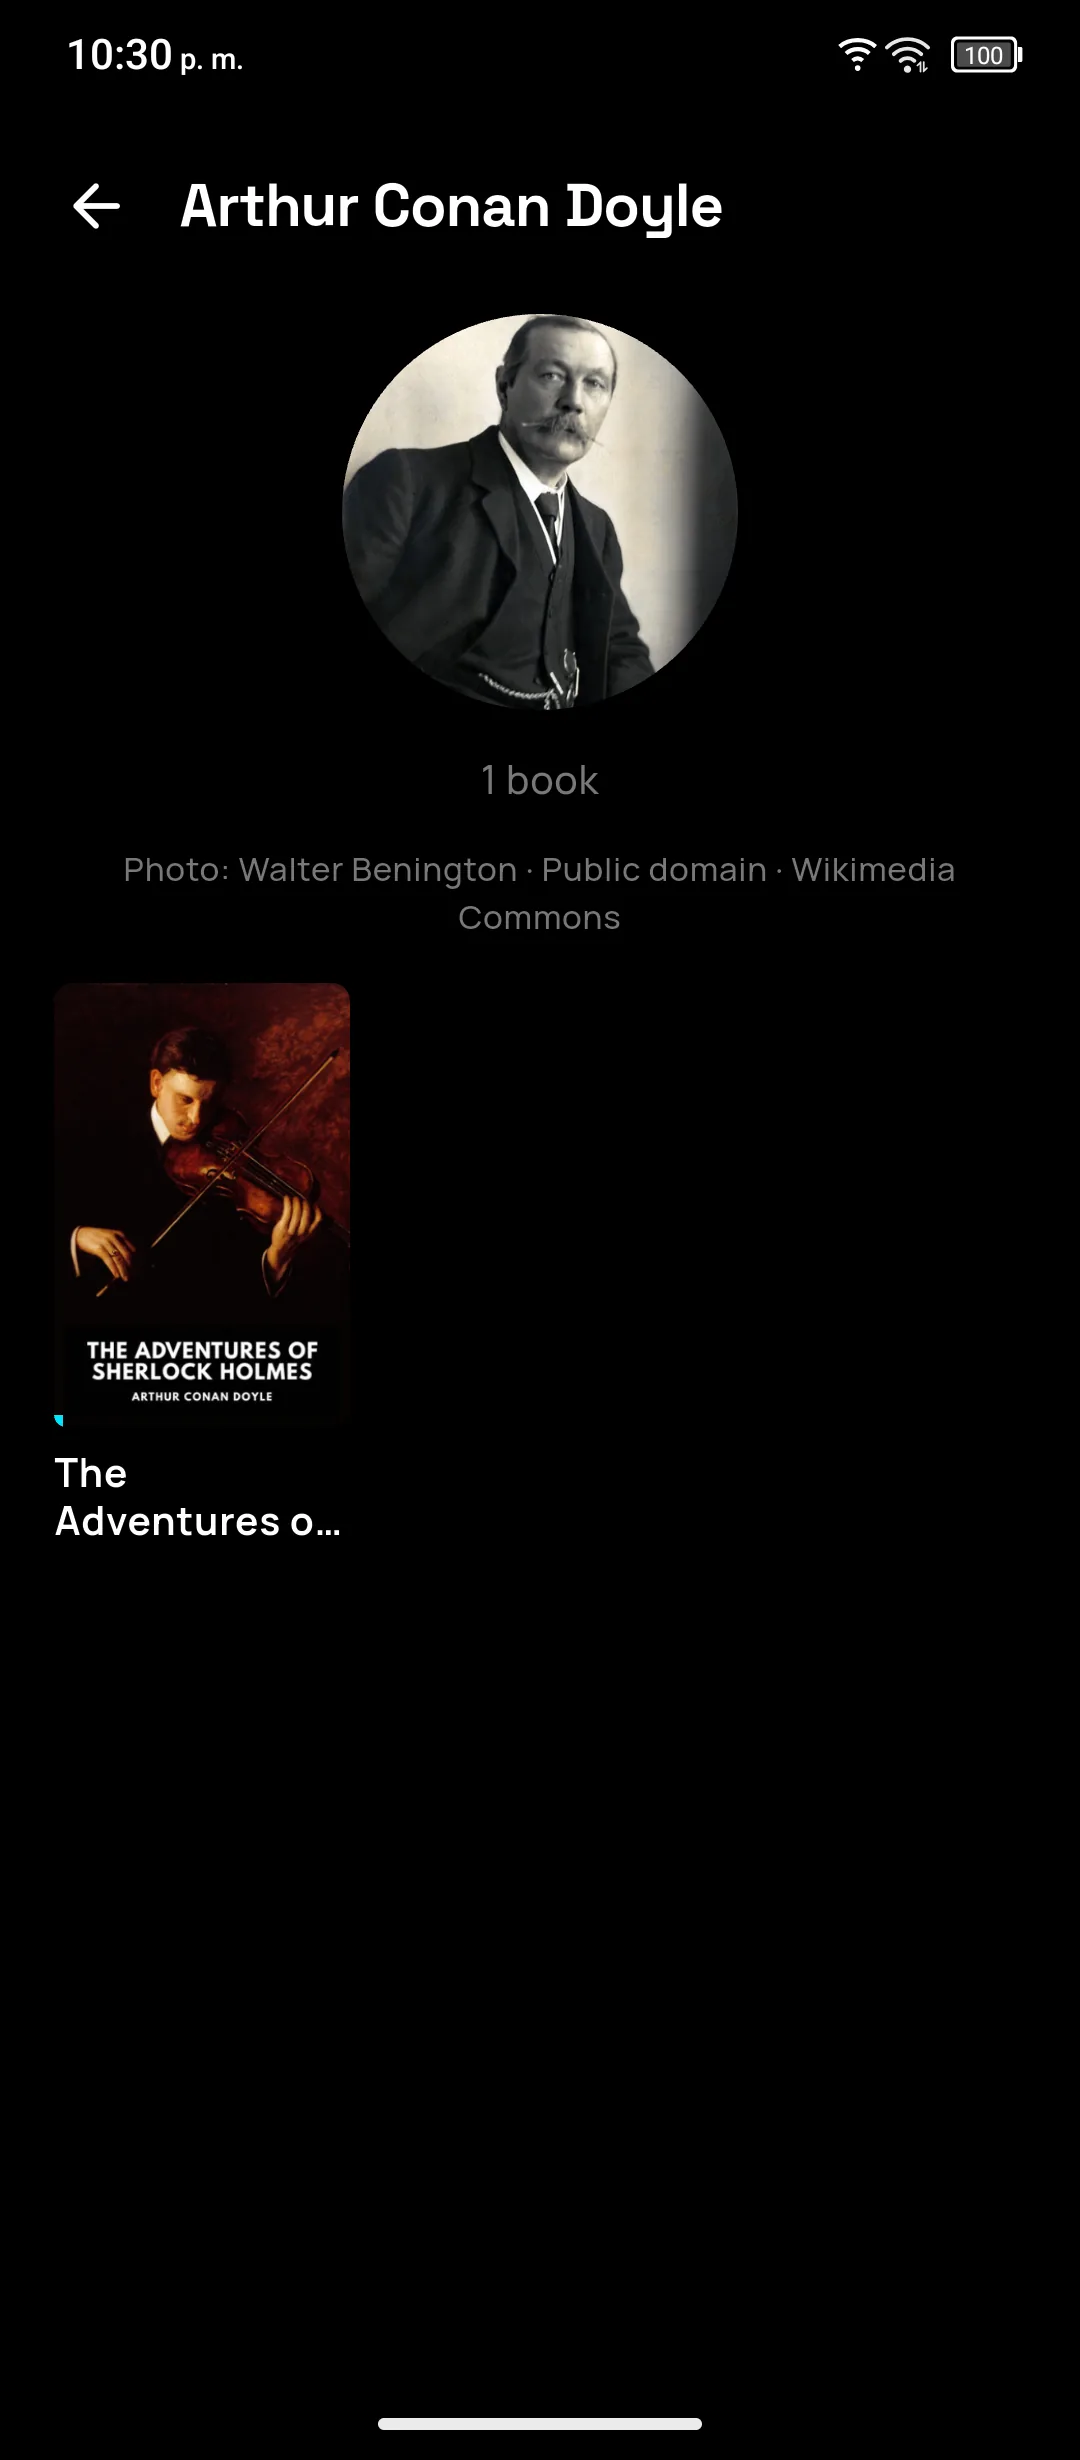 10:30 p. m.
100
Arthur Conan Doyle
1 book
Photo: Walter Benington · Public domain · Wikimedia
Commons
THE ADVENTURES OF
SHERLOCK HOLMES
ARTHUR CONAN DOYLE
The
Adventures o...